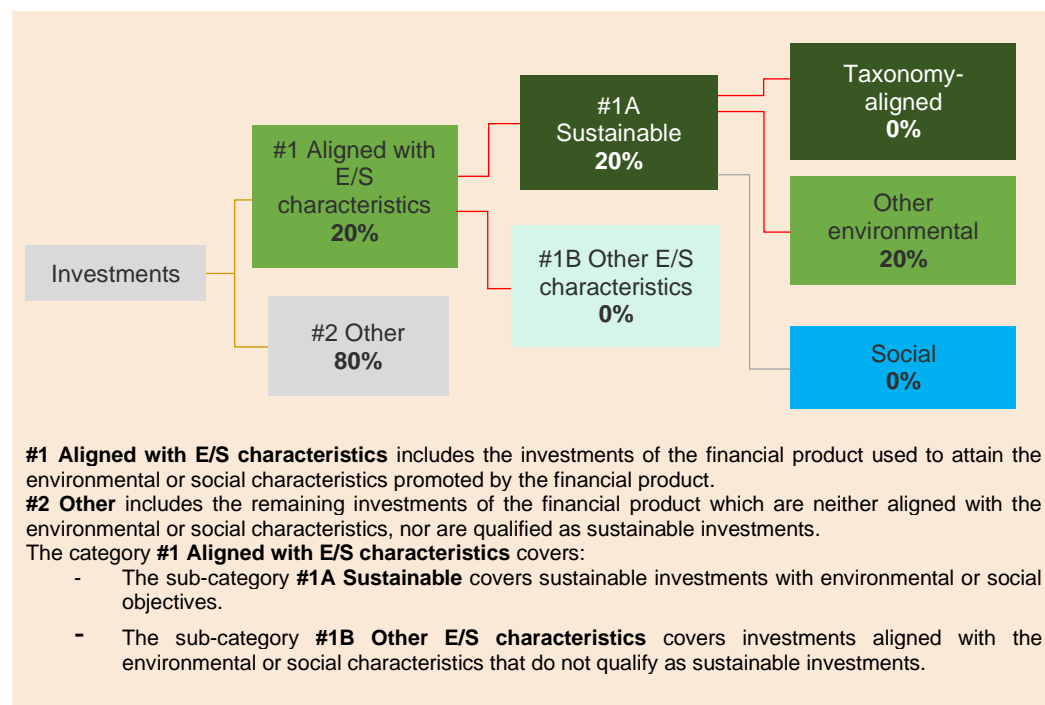 Investments
#1 Aligned with
E/S
characteristics
20%
#2 Other
80%
#1A
Sustainable
20%
#1B Other E/S
characteristics
0%
Taxonomy-
aligned
0%
Other
environmental
20%
Social
0%
#1 Aligned with E/S characteristics includes the investments of the financial product used to attain the
environmental or social characteristics promoted by the financial product.
#2 Other includes the remaining investments of the financial product which are neither aligned with the
environmental or social characteristics, nor are qualified as sustainable investments.
The category #1 Aligned with E/S characteristics covers:
- The sub-category #1A Sustainable covers sustainable investments with environmental or social
objectives.
- The sub-category #1B Other E/S characteristics covers investments aligned with the
environmental or social characteristics that do not qualify as sustainable investments.